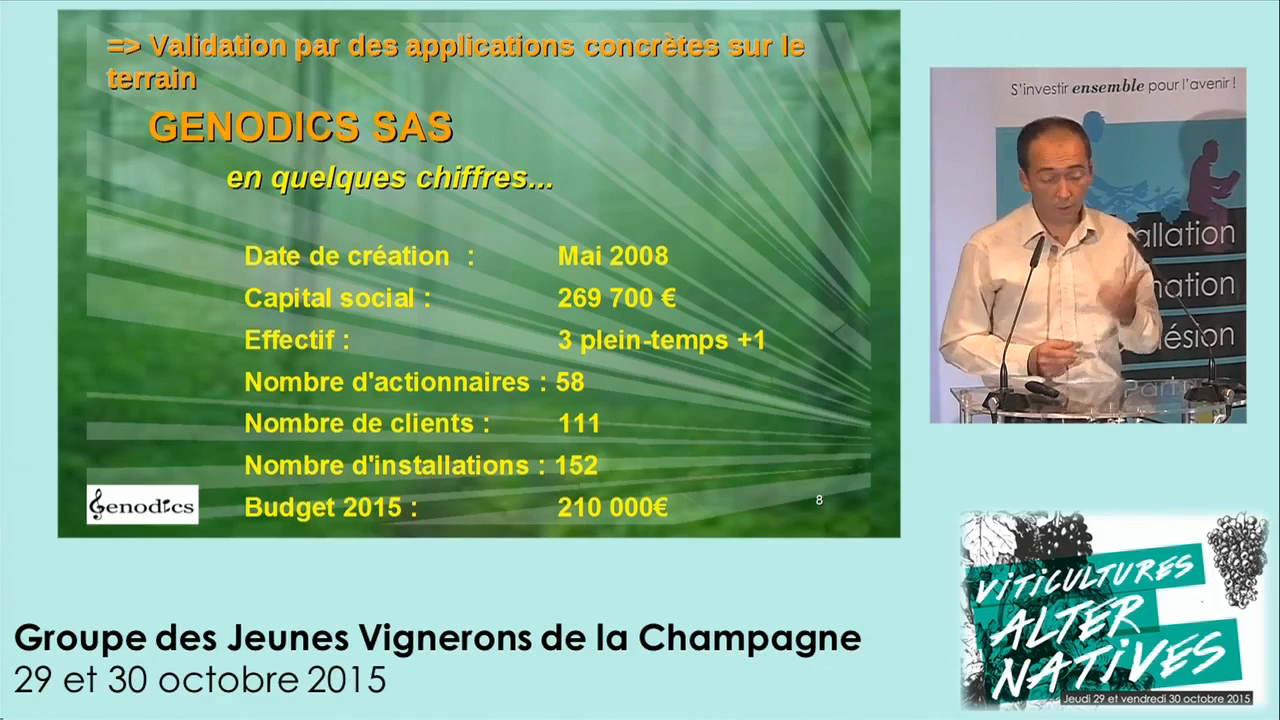 => Validation par des applications concrètes sur le
terrain
GENODICS SAS
en quelques chiffres...
Date de création : Mai 2008
Capital social : 269 700 €
Effectif : 3 plein-temps +1
Nombre d'actionnaires : 58
Nombre de clients : 111
Nombre d'installations : 152
Budget 2015 : 210 000€
Genodics
8
S'investir ensemble pour l'avenir !
allation
mation
lésion
Groupe des Jeunes Vignerons de la Champagne
29 et 30 octobre 2015
VITICULTURES
ALTER
NATIVES
Jeudi 29 et vendredi 30 octobre 2015